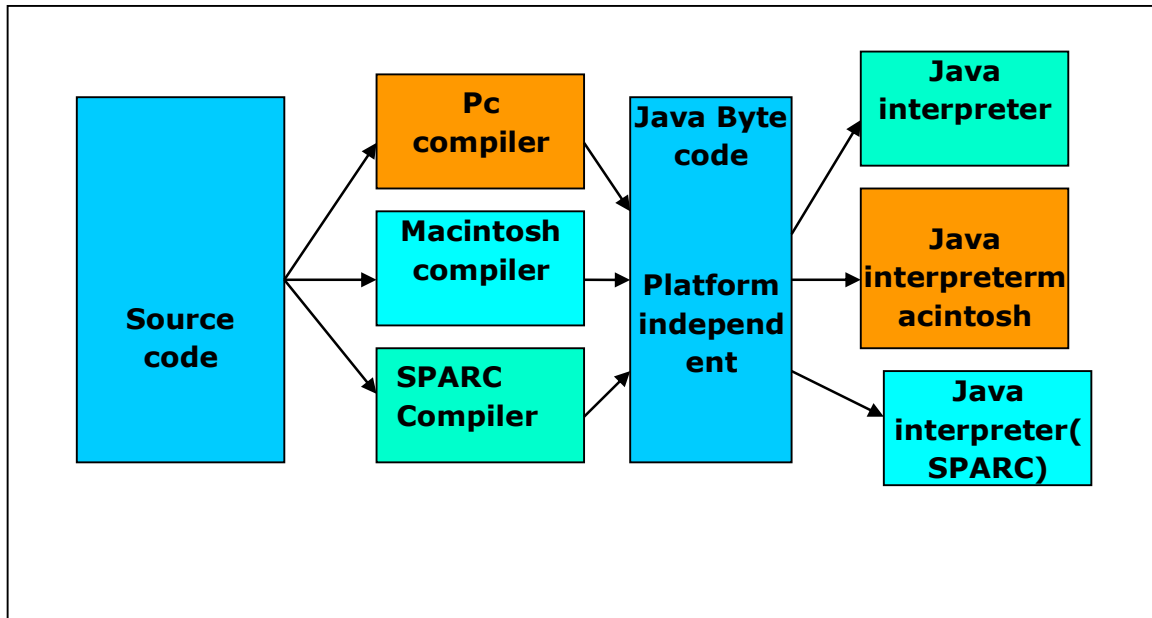 Source
code
Pc
compiler
Macintosh
compiler
SPARC
Compiler
Java Byte
code
Platform
independ
ent
Java
interpreter
Java
interpreterm
acintosh
Java
interpreter(
SPARC)